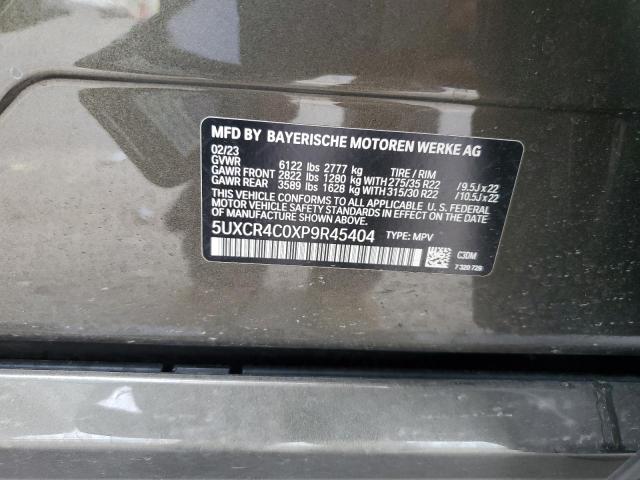 MFD BY BAYERISCHE MOTOREN WERKE AG
02/23
GVWR 6122 lbs 2777 kg TIRE / RIM
GAWR FRONT 2822 lbs 1280 kg WITH 275/35 R22 /9.5J x 22
GAWR REAR 3589 lbs 1628 kg WITH 315/30 R22 /10.5J x 22
THIS VEHICLE CONFORMS TO ALL APPLICABLE U.S. FEDERAL
MOTOR VEHICLE SAFETY STANDARDS IN EFFECT ON THE
DATE OF MANUFACTURE SHOWN ABOVE.
5UXCR4C0XP9R45404 TYPE: MPV
C3DM
7 320 729